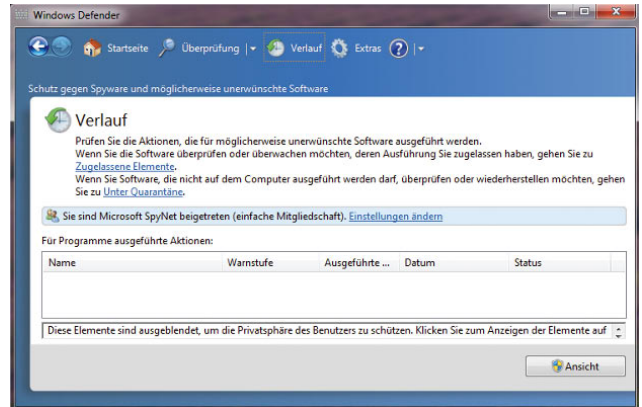 Windows Defender
Startseite Überprüfung Verlauf Extras ?
Schutz gegen Spyware und möglicherweise unerwünschte Software
Verlauf
Prüfen Sie die Aktionen, die für möglicherweise unerwünschte Software ausgeführt werden.
Wenn Sie die Software überprüfen oder überwachen möchten, deren Ausführung Sie zugelassen haben, gehen Sie zu
Zugelassene Elemente.
Wenn Sie Software, die nicht auf dem Computer ausgeführt werden darf, überprüfen oder wiederherstellen möchten, gehen
Sie zu Unter Quarantäne.
Sie sind Microsoft SpyNet beigetreten (einfache Mitgliedschaft). Einstellungen ändern
Für Programme ausgeführte Aktionen:
Name Warnstufe Ausgeführte ... Datum Status
Diese Elemente sind ausgeblendet, um die Privatsphäre des Benutzers zu schützen. Klicken Sie zum Anzeigen der Elemente auf
Ansicht